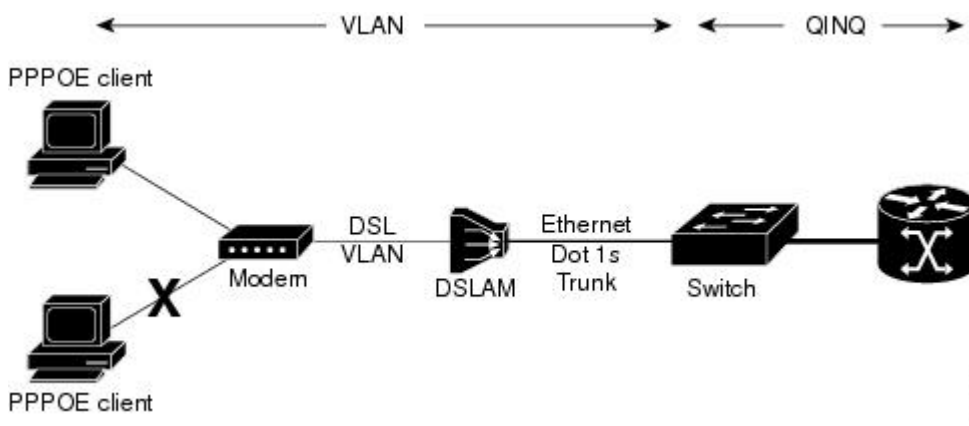 VLAN
QINQ
PPPOE client
DSL
VLAN
Ethernet
Dot 1s
Trunk
Modem
DSLAM
Switch
X
PPPOE client